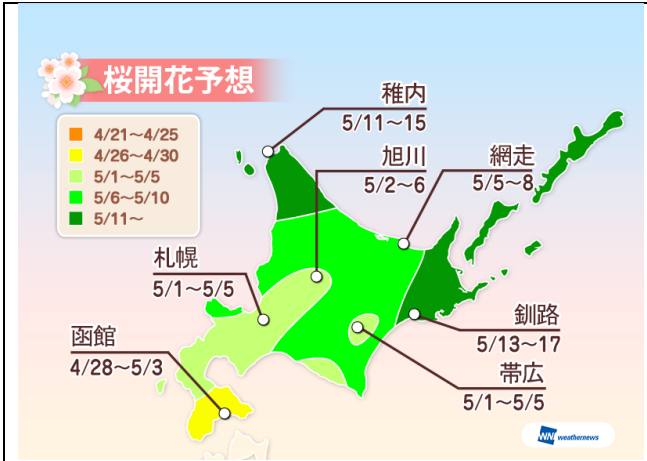 桜開花予想
4/21～4/25
4/26～4/30
5/1～5/5
5/6～5/10
5/11～
稚内
5/11～15
旭川
5/2～6
網走
5/5～8
札幌
5/1～5/5
函館
4/28～5/3
釧路
5/13～17
帯広
5/1～5/5
WNI weathernews